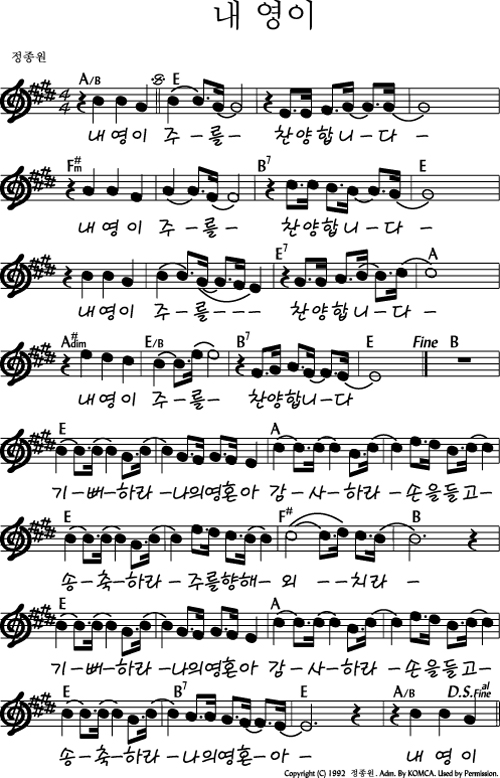 내 영이
정종원
A/B E
내 영이 주-를- 찬양합니-다 -
F#m B7 E
내 영 이 주 -를- 찬양합니-다 -
E7 A
내영이 주-를--- 찬양합니-다 -
A#dim E/B B7 E Fine B
내 영이 주-를- 찬양합니-다
E A
기-뻐-하라 -나의영혼아 감-사-하라 -손을들고-
E F# B
송-축-하라 -주를향해- 외 ---치라 -
E A
기-뻐-하라 -나의영혼아 감-사-하라 -손을들고-
E B7 E A/B D.S. al Fine
송-축-하라 -나의영혼-아 - 내 영 이
Copyright (C) 1992 정종원. Adm. By KOMCA. Used by Permission.